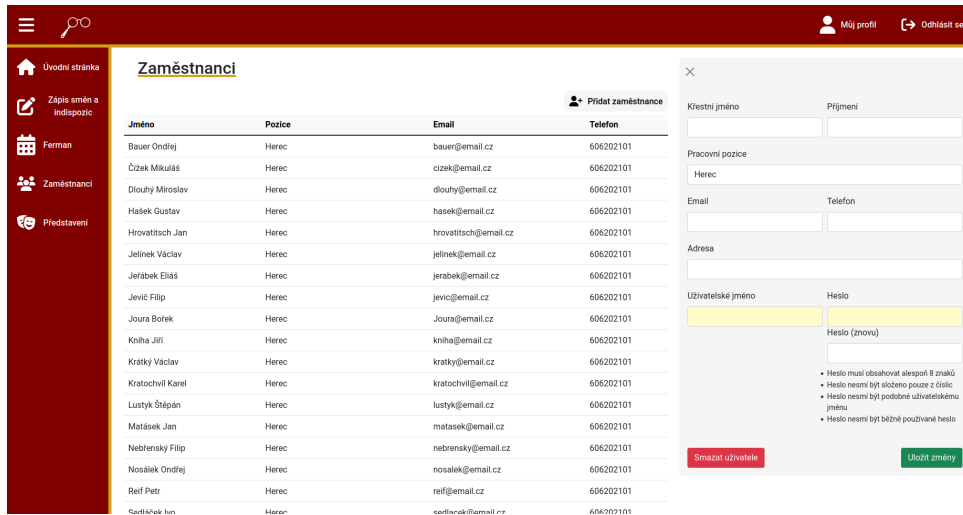 Můj profil
Odhlásit se
Úvodní stránka
Zápis směn a
indispozic
Ferman
Zaměstnanci
Představení
Zaměstnanci
Přidat zaměstnance
Jméno Pozice Email Telefon
Bauer Ondřej Herec bauer@email.cz 606202101
Čížek Mikuláš Herec cizek@email.cz 606202101
Dlouhý Miroslav Herec dlouhy@email.cz 606202101
Hašek Gustav Herec hasek@email.cz 606202101
Hrovatitsch Jan Herec hrovatitsch@email.cz 606202101
Jelínek Václav Herec jelinek@email.cz 606202101
Jeřábek Eliáš Herec jerabek@email.cz 606202101
Jevič Filip Herec jevic@email.cz 606202101
Joura Bořek Herec Joura@email.cz 606202101
Kniha Jiří Herec kniha@email.cz 606202101
Krátký Václav Herec kratky@email.cz 606202101
Kratochvíl Karel Herec kratochvil@email.cz 606202101
Lustyk Štěpán Herec lustyk@email.cz 606202101
Matásek Jan Herec matasek@email.cz 606202101
Nebřenský Filip Herec nebrensky@email.cz 606202101
Nosálek Ondřej Herec nosalek@email.cz 606202101
Reif Petr Herec reif@email.cz 606202101
Sedláček Ivo Herec sedlacek@email.cz 606202101
Křestní jméno Příjmení
Pracovní pozice
Herec
Email Telefon
Adresa
Uživatelské jméno Heslo
Heslo (znovu)
• Heslo musí obsahovat alespoň 8 znaků
• Heslo nesmí být složeno pouze z číslic
• Heslo nesmí být podobné uživatelskému
jménu
• Heslo nesmí být běžně používané heslo
Smazat uživatele Uložit změny